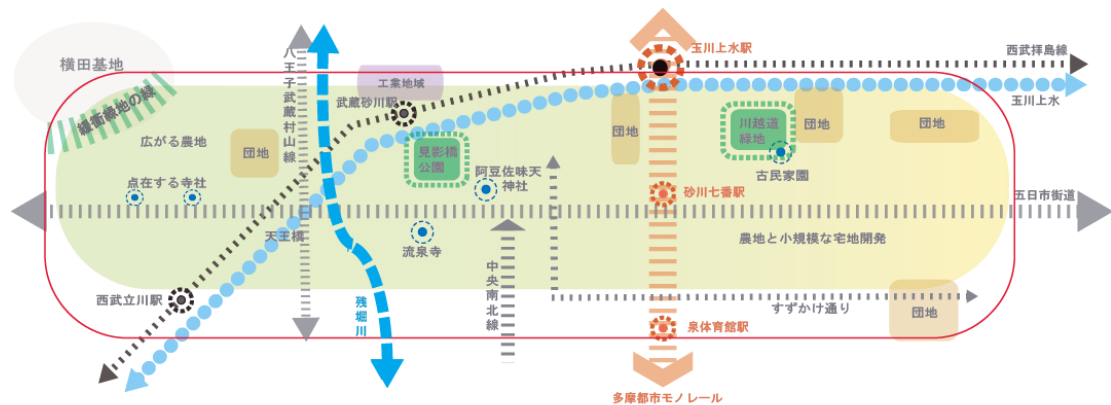 玉川上水駅
西武拝島線
横田基地
八王子武蔵村山線
工業地域
武蔵砂川駅
緩衝緑地の緑
玉川上水
団地
川越道
緑地
団地
団地
広がる農地
団地
見影橋
公園
阿豆佐味天
神社
古民家園
点在する寺社
砂川七番駅
五日市街道
天王橋
流泉寺
農地と小規模な宅地開発
中央南北線
西武立川駅
残堀川
すずかけ通り
団地
泉体育館駅
多摩都市モノレール